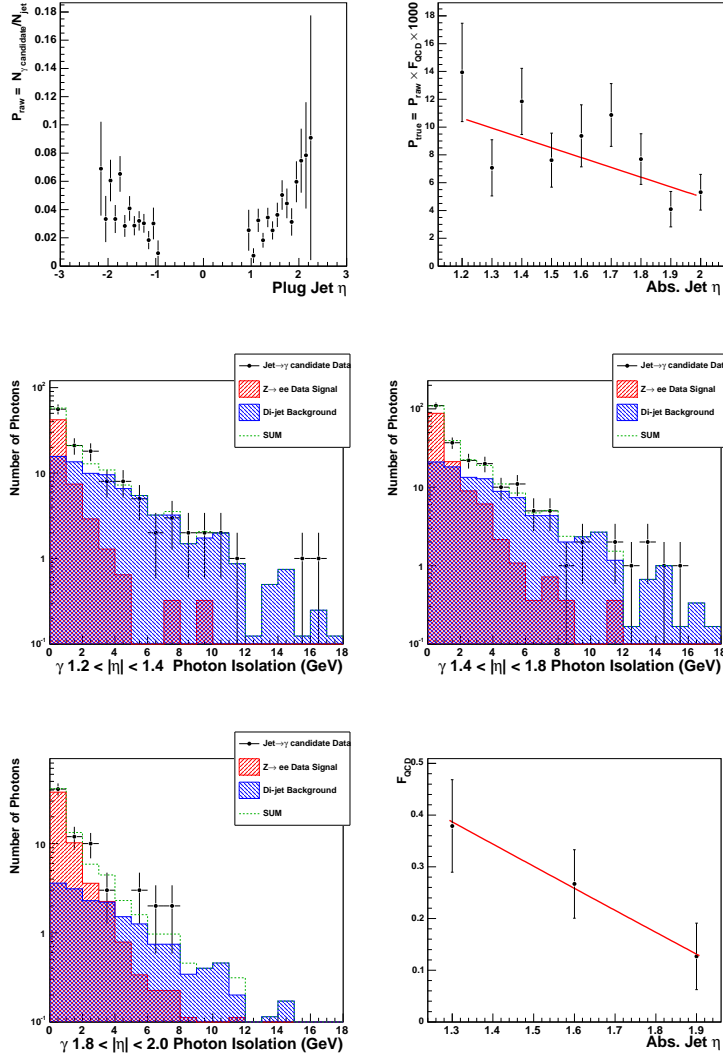 P_raw = N_γ candidate/N_jet
0.18
0.16
0.14
0.12
0.1
0.08
0.06
0.04
0.02
0
-3 -2 -1 0 1 2 3
Plug Jet η
P_true = P_raw × F_QCD × 1000
18
16
14
12
10
8
6
4
2
0
1.2 1.3 1.4 1.5 1.6 1.7 1.8 1.9 2
Abs. Jet η
Number of Photons
10²
10
1
10⁻¹
Jet→γ candidate Data
Z→ ee Data Signal
Di-jet Background
SUM
0 2 4 6 8 10 12 14 16 18
γ 1.2 < |η| < 1.4 Photon Isolation (GeV)
Number of Photons
10²
10
1
10⁻¹
Jet→γ candidate Data
Z→ ee Data Signal
Di-jet Background
SUM
0 2 4 6 8 10 12 14 16 18
γ 1.4 < |η| < 1.8 Photon Isolation (GeV)
Number of Photons
10
1
10⁻¹
Jet→γ candidate Data
Z→ ee Data Signal
Di-jet Background
SUM
0 2 4 6 8 10 12 14 16 18
γ 1.8 < |η| < 2.0 Photon Isolation (GeV)
F_QCD
0.5
0.4
0.3
0.2
0.1
0
1.3 1.4 1.5 1.6 1.7 1.8 1.9
Abs. Jet η